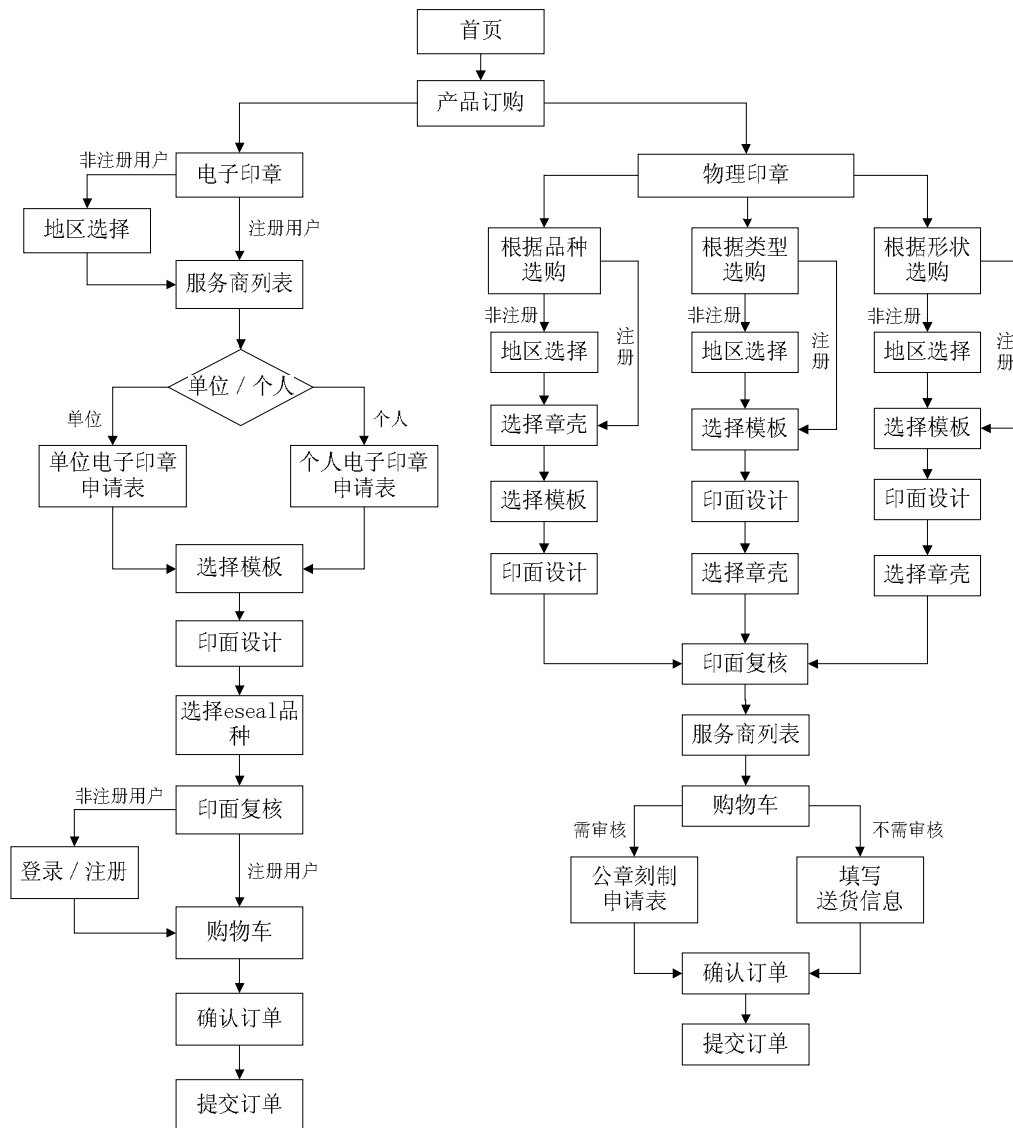 首页
产品订购
非注册用户
电子印章
物理印章
地区选择
注册用户
根据品种
选购
根据类型
选购
根据形状
选购
服务商列表
非注册
注
册
非注册
注
册
非注册
注
册
地区选择
地区选择
地区选择
单位/个人
单位
个人
选择章壳
选择模板
选择模板
单位电子印章
申请表
个人电子印章
申请表
选择模板
印面设计
印面设计
选择模板
印面设计
选择章壳
选择章壳
印面设计
印面复核
选择eseal品
种
服务商列表
非注册用户
印面复核
购物车
需审核
不需审核
登录/注册
注册用户
公章刻制
申请表
填写
送货信息
购物车
确认订单
确认订单
提交订单
提交订单